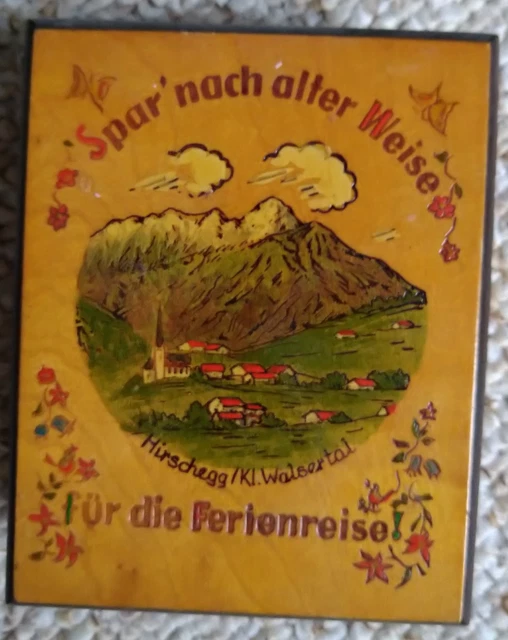 Spar' nach alter Weise
Hirschegg/Kl. Walsertal
für die Ferienreise!